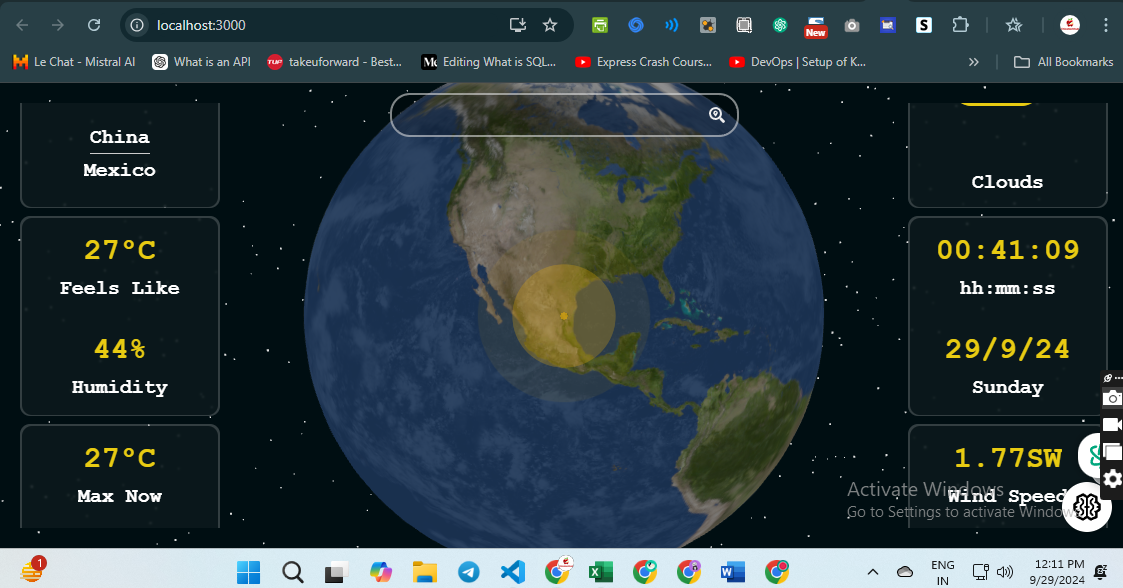 localhost:3000
New
S
Le Chat - Mistral AI
What is an API
TUF
takeuforward - Best...
Editing What is SQL...
Express Crash Cours...
DevOps | Setup of K...
»
All Bookmarks
China
Mexico
27°C
Feels Like
44%
Humidity
27°C
Max Now
Clouds
00:41:09
hh:mm:ss
29/9/24
Sunday
1.77SW
Wind Speed
Activate Windows
Go to Settings to activate Window
1
ENG
IN
12:11 PM
9/29/2024